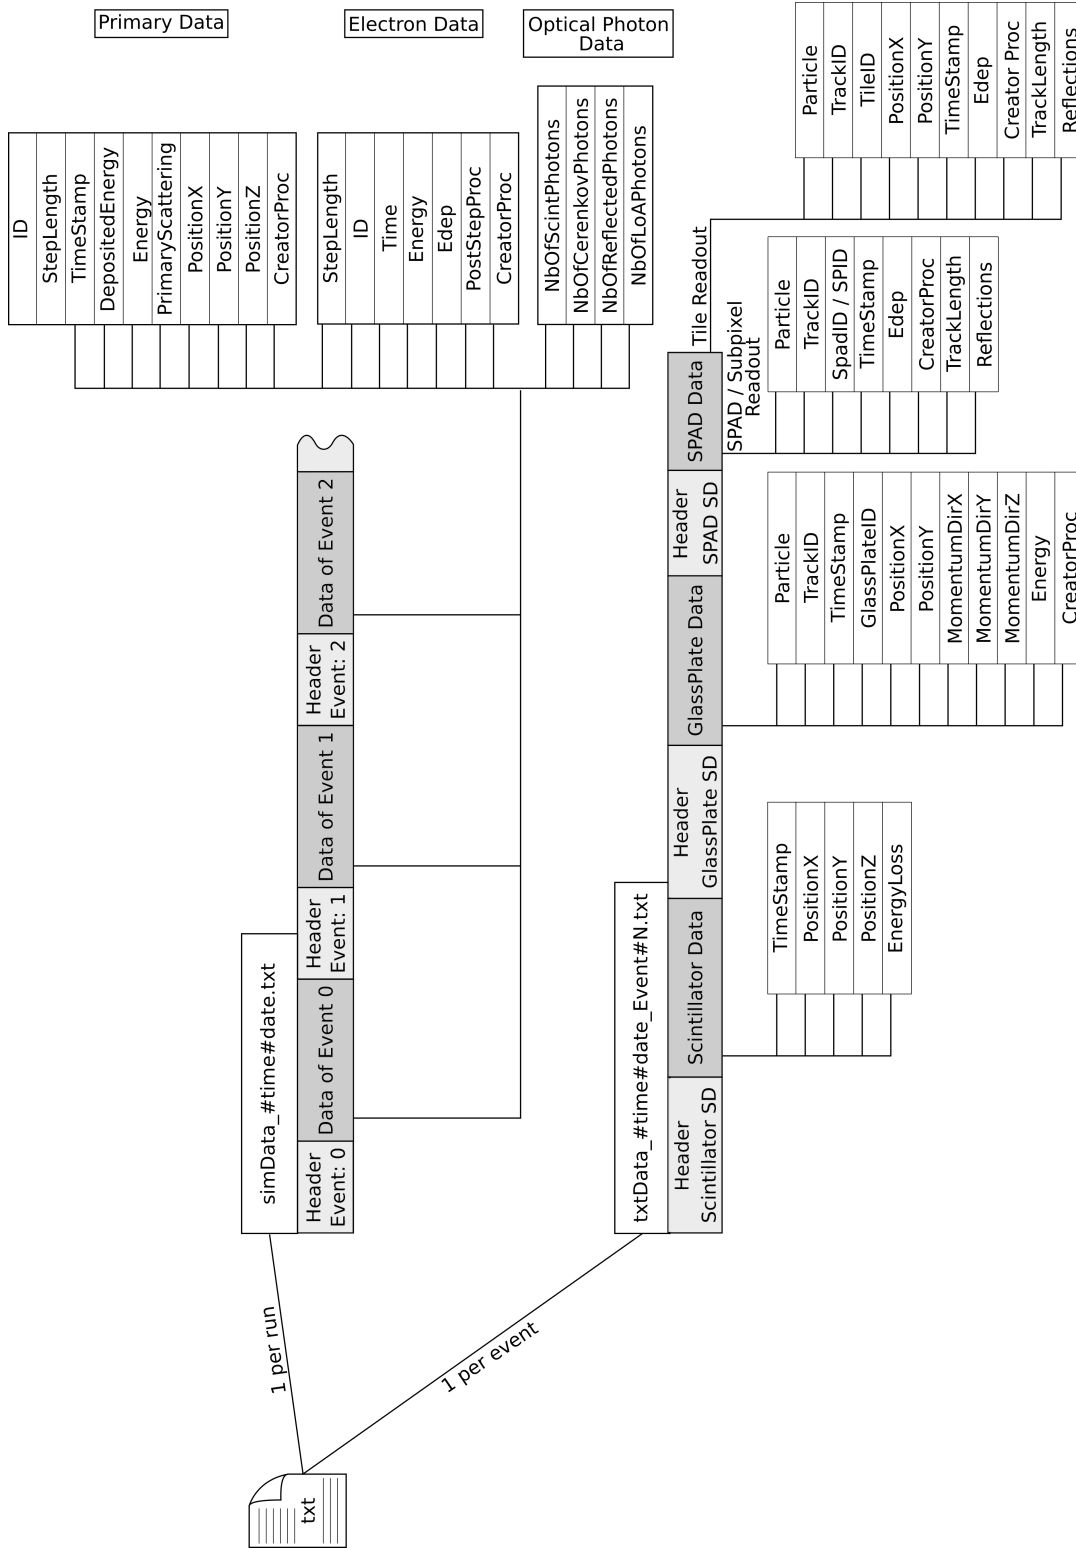 Primary Data
Electron Data
Optical Photon
Data
ID
StepLength
TimeStamp
DepositedEnergy
Energy
PrimaryScattering
PositionX
PositionY
PositionZ
CreatorProc
StepLength
ID
Time
Energy
Edep
PostStepProc
CreatorProc
NbOfScintPhotons
NbOfCerenkovPhotons
NbOfReflectedPhotons
NbOfLoAPhotons
txt
1 per run
1 per event
simData_#time#date.txt
Header
Event: 0
Data of Event 0
Header
Event: 1
Data of Event 1
Header
Event: 2
Data of Event 2
txtData_#time#date_Event#N.txt
Header
Scintillator SD
Scintillator Data
Header
GlassPlate SD
GlassPlate Data
Header
SPAD SD
SPAD Data
TimeStamp
PositionX
PositionY
PositionZ
EnergyLoss
Particle
TrackID
TimeStamp
GlassPlateID
PositionX
PositionY
MomentumDirX
MomentumDirY
MomentumDirZ
Energy
CreatorProc
SPAD / Subpixel
Readout
Particle
TrackID
SpadID / SPID
TimeStamp
Edep
CreatorProc
TrackLength
Reflections
Tile Readout
Particle
TrackID
TileID
PositionX
PositionY
TimeStamp
Edep
Creator Proc
TrackLength
Reflections